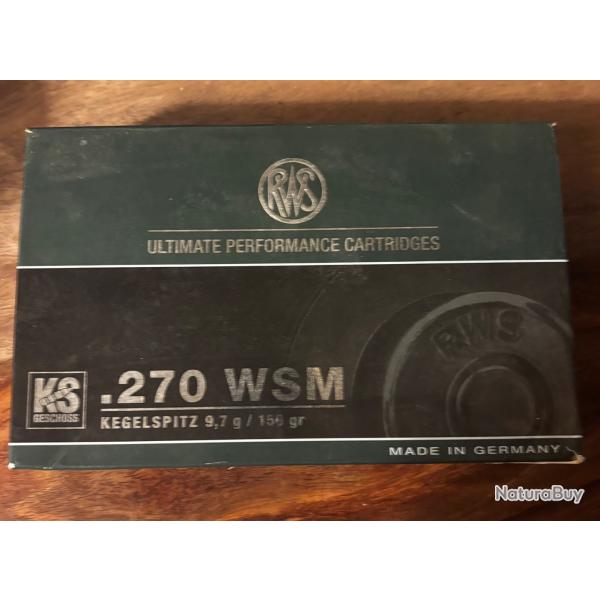 RWS
ULTIMATE PERFORMANCE CARTRIDGES
RWS
KS
GESCHOSS
.270 WSM
KEGELSPITZ 9,7 g / 150 gr
MADE IN GERMANY
NaturaBuy